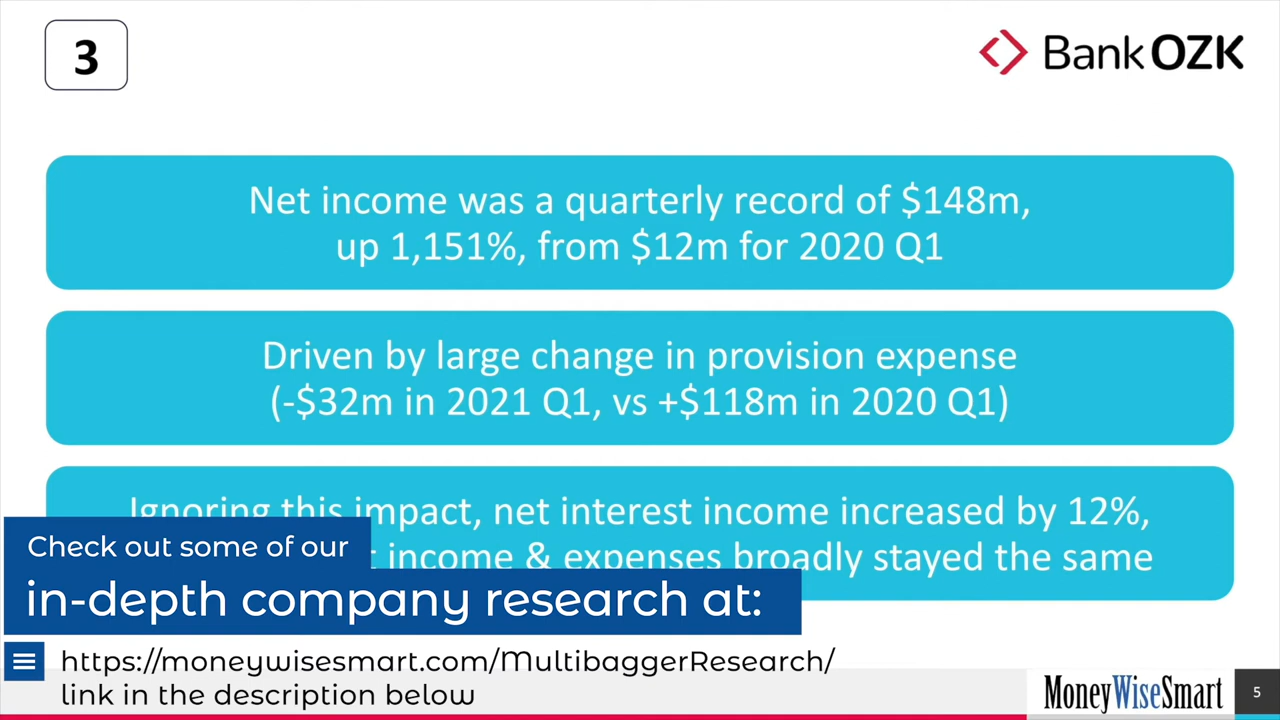 3
Bank OZK
Net income was a quarterly record of $148m,
up 1,151%, from $12m for 2020 Q1
Driven by large change in provision expense
(-$32m in 2021 Q1, vs +$118m in 2020 Q1)
Ignoring this impact, net interest income increased by 12%,
income & expenses broadly stayed the same
Check out some of our
in-depth company research at:
https://moneywisesmart.com/MultibaggerResearch/
link in the description below
MoneyWiseSmart
5